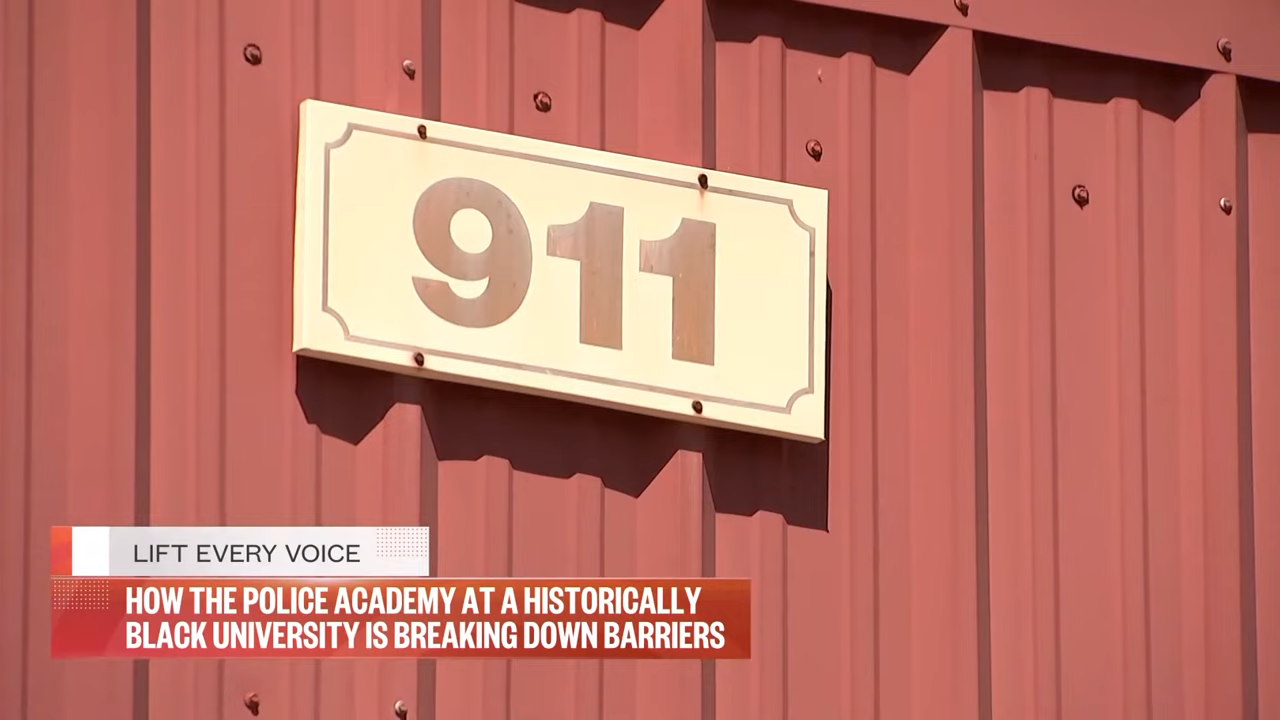 911
LIFT EVERY VOICE
HOW THE POLICE ACADEMY AT A HISTORICALLY
BLACK UNIVERSITY IS BREAKING DOWN BARRIERS